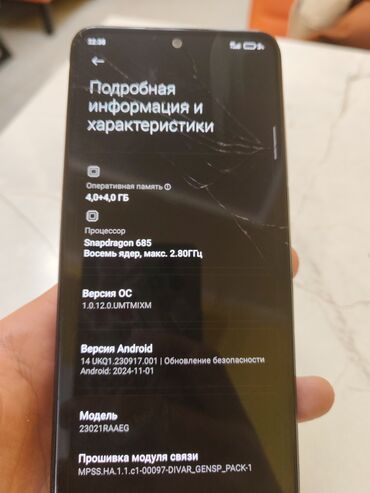 22:38
Подробная
информация и
характеристики
Оперативная память
4,0+4,0 ГБ
Процессор
Snapdragon 685
Восемь ядер, макс. 2.80ГГц
Версия ОС
1.0.12.0.UMTMIXM
Версия Android
14 UKQ1.230917.001 | Обновление безопасности
Android: 2024-11-01
Модель
23021RAAEG
Прошивка модуля связи
MPSS.HA.1.1.c1-00097-DIVAR_GENSP_PACK-1